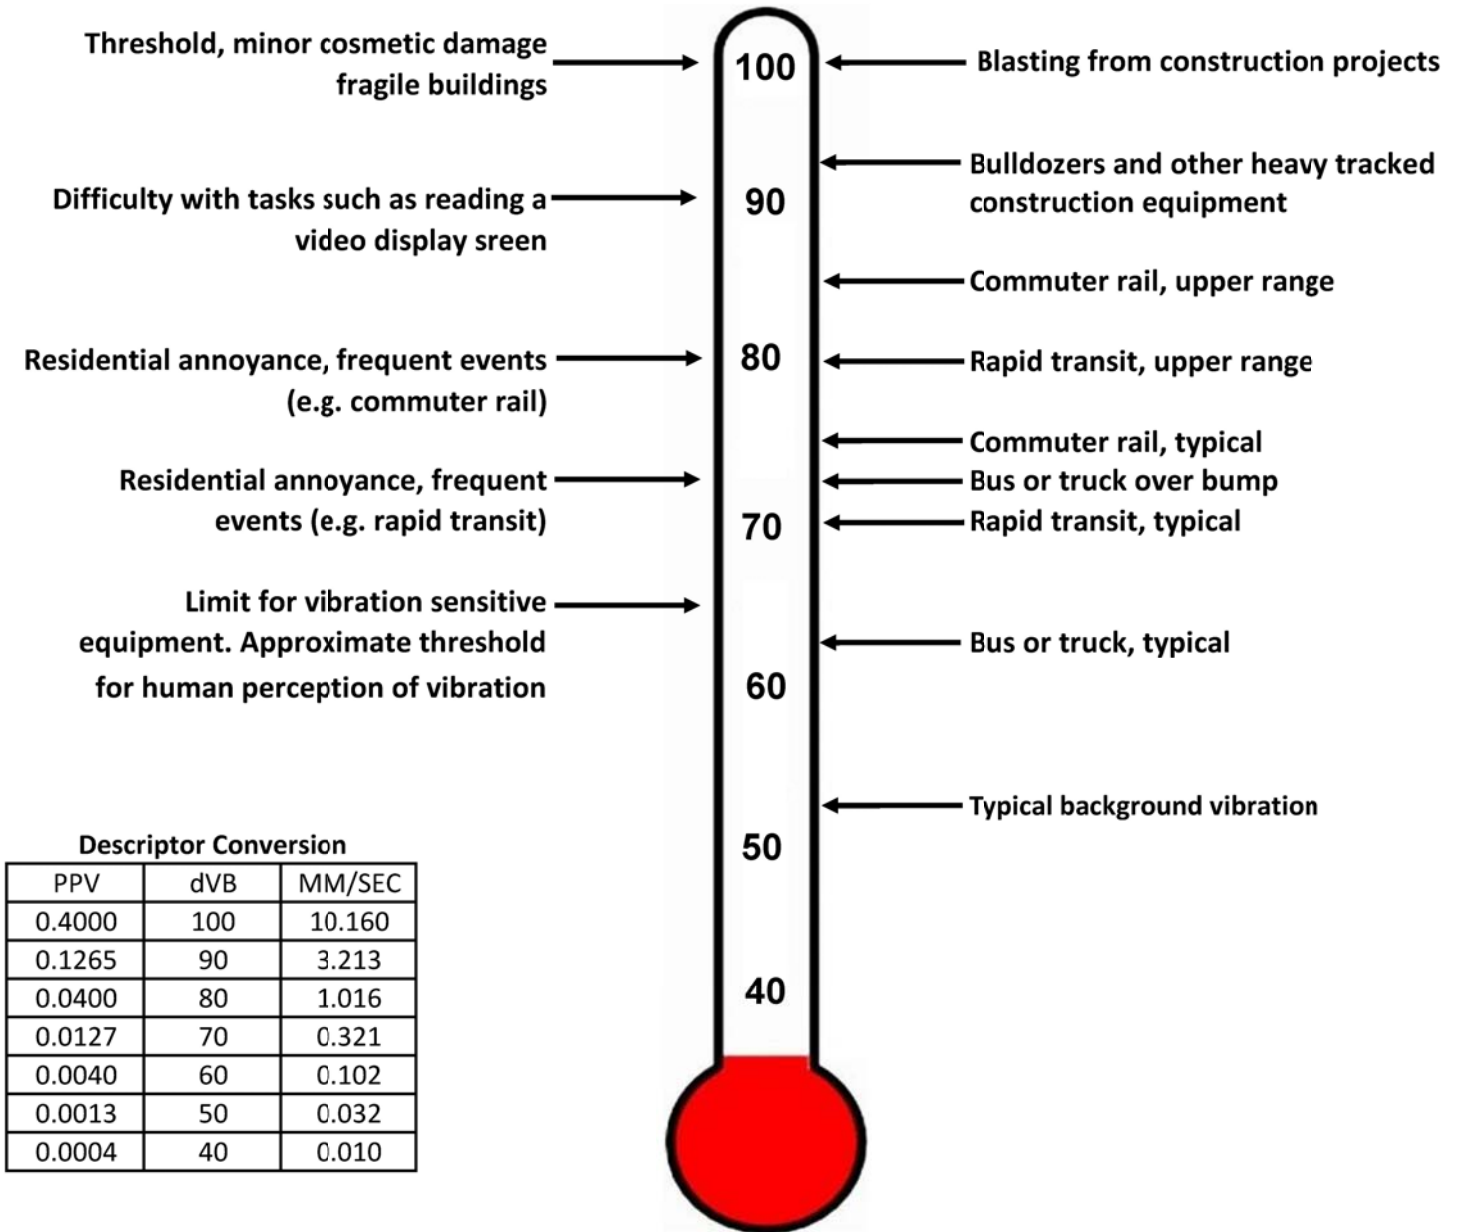 Threshold, minor cosmetic damage
fragile buildings
Difficulty with tasks such as reading a
video display sreen
Residential annoyance, frequent events
(e.g. commuter rail)
Residential annoyance, frequent
events (e.g. rapid transit)
Limit for vibration sensitive
equipment. Approximate threshold
for human perception of vibration
100
90
80
70
60
50
40
Blasting from construction projects
Bulldozers and other heavy tracked
construction equipment
Commuter rail, upper range
Rapid transit, upper range
Commuter rail, typical
Bus or truck over bump
Rapid transit, typical
Bus or truck, typical
Typical background vibration
Descriptor Conversion
PPV dVB MM/SEC
0.4000 100 10.160
0.1265 90 3.213
0.0400 80 1.016
0.0127 70 0.321
0.0040 60 0.102
0.0013 50 0.032
0.0004 40 0.010